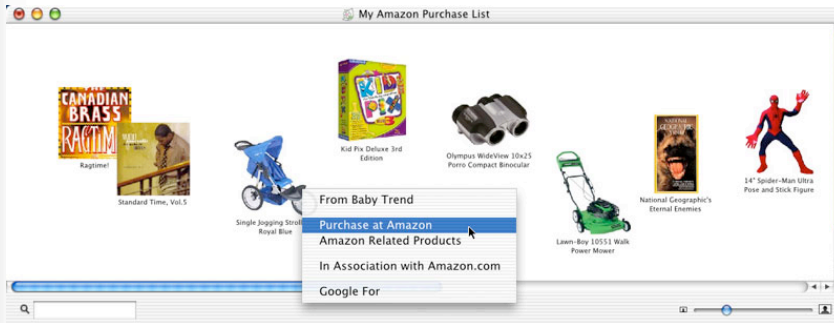 My Amazon Purchase List
CANADIAN
BRASS
RAGTIM
Ragtime!
Standard Time, Vol.5
Single Jogging Stroll
Royal Blue
KID
PIX
3
Kid Pix Deluxe 3rd
Edition
Olympus WideView 10x25
Porro Compact Binocular
Lawn-Boy 10551 Walk
Power Mower
NATIONAL
GEOGRAPHIC
National Geographic's
Eternal Enemies
14" Spider-Man Ultra
Pose and Stick Figure
From Baby Trend
Purchase at Amazon
Amazon Related Products
In Association with Amazon.com
Google For